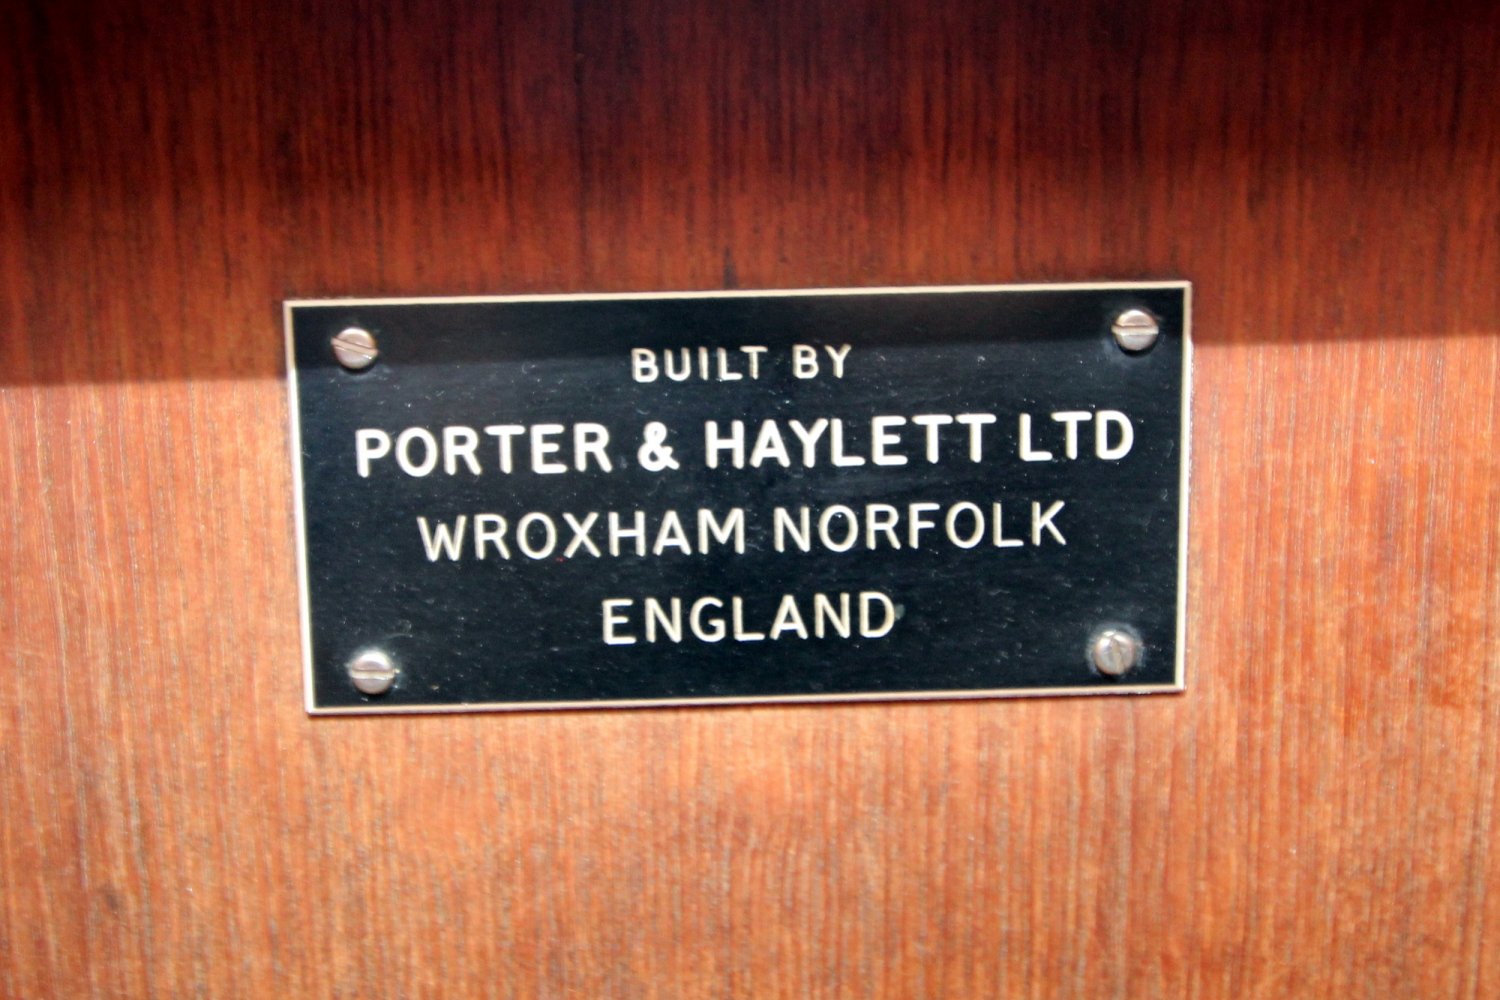 BUILT BY
PORTER & HAYLETT LTD
WROXHAM NORFOLK
ENGLAND